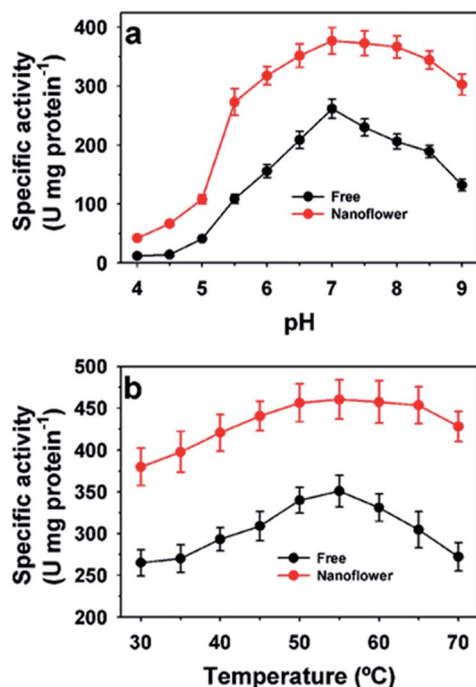 a
Specific activity
(U mg protein-1)
400
300
200
100
0
Free
Nanoflower
4 5 6 7 8 9
pH
b
Specific activity
(U mg protein-1)
500
450
400
350
300
250
200
Free
Nanoflower
30 40 50 60 70
Temperature (ºC)